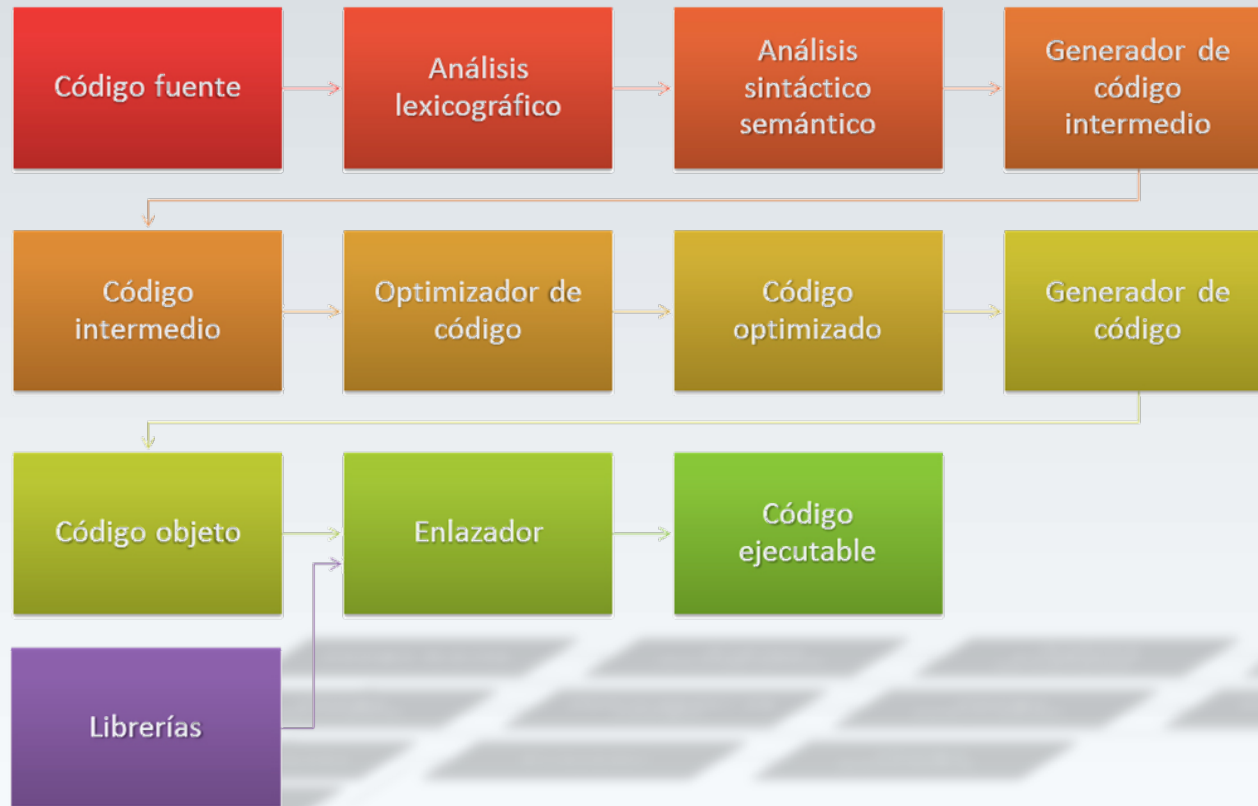 Código fuente
Análisis
lexicográfico
Análisis
sintáctico
semántico
Generador de
código
intermedio
Código
intermedio
Optimizador de
código
Código
optimizado
Generador de
código
Código objeto
Enlazador
Código
ejecutable
Librerías